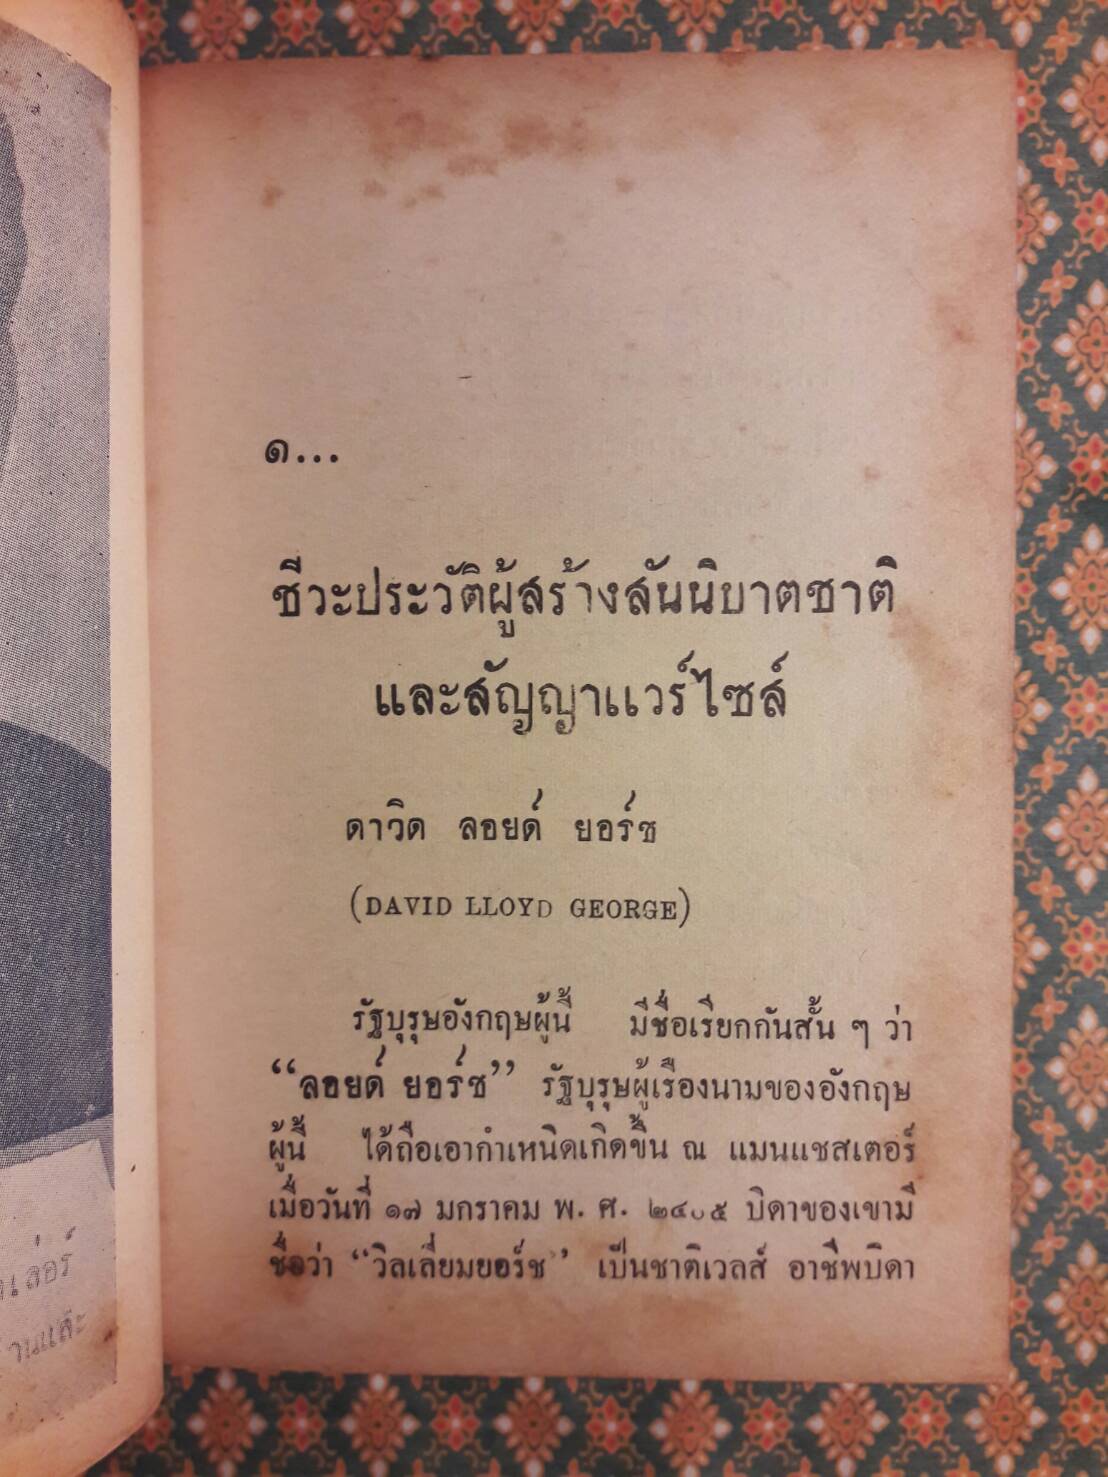 ๑...
ชีวะประวัติผู้สร้างสันนิบาตชาติ
และสัญญาแวร์ไซส์
ดาวิด ลอยด์ ยอร์ช
(DAVID LLOYD GEORGE)
รัฐบุรุษอังกฤษผู้นี้ มีชื่อเรียกกันสั้น ๆ ว่า
“ลอยด์ ยอร์ช” รัฐบุรุษผู้เรืองนามของอังกฤษ
ผู้นี้ ได้ถือเอากำเหนิดเกิดขึ้น ณ แมนแชสเตอร์
เมื่อวันที่ ๑๗ มกราคม พ. ศ. ๒๔๐๕ บิดาของเขามี
ชื่อว่า “วิลเลี่ยมยอร์ช’ เป็นชาติเวลส์ อาชีพบิดา